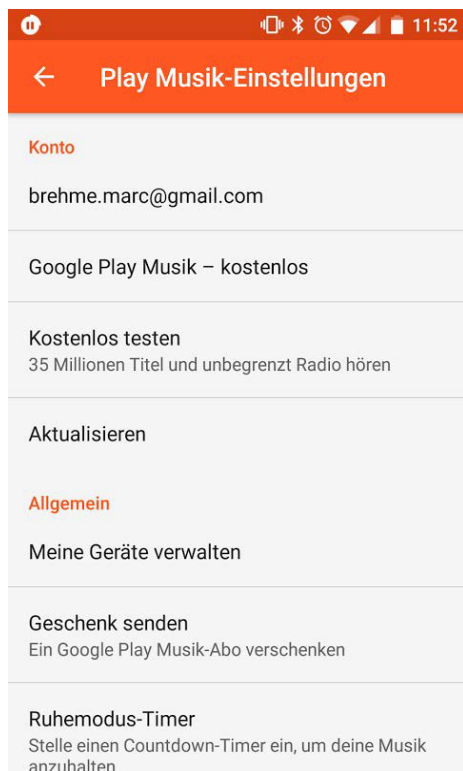 11:52
Play Musik-Einstellungen
Konto
brehme.marc@gmail.com
Google Play Musik – kostenlos
Kostenlos testen
35 Millionen Titel und unbegrenzt Radio hören
Aktualisieren
Allgemein
Meine Geräte verwalten
Geschenk senden
Ein Google Play Musik-Abo verschenken
Ruhemodus-Timer
Stelle einen Countdown-Timer ein, um deine Musik
anzuhalten